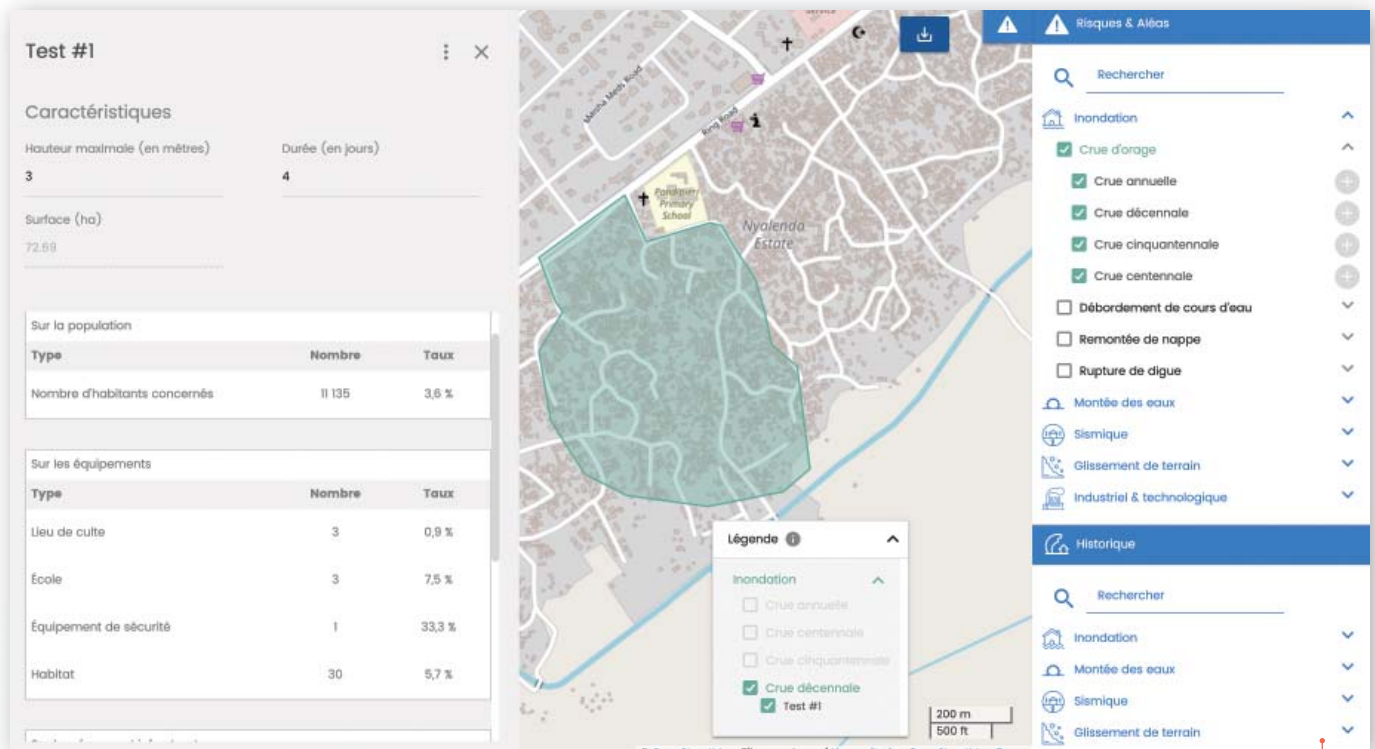 Test #1
Caractéristiques
Hauteur maximale (en mètres)
Durée (en jours)
3
4
Surface (ha)
72.69
Sur la population
Type Nombre Taux
Nombre d'habitants concernés 11 135 3,6 %
Sur les équipements
Type Nombre Taux
Lieu de culte 3 0,9 %
École 3 7,5 %
Équipement de sécurité 1 33,3 %
Habitat 30 5,7 %
Service
Road
Ring Road
Pandipieri
Primary
School
Nyalenda
Estate
Légende
Inondation
Crue annuelle
Crue centennale
Crue cinquantennale
Crue décennale
Test #1
200 m
500 ft
Risques & Aléas
Rechercher
Inondation
Crue d'orage
Crue annuelle
Crue décennale
Crue cinquantennale
Crue centennale
Débordement de cours d'eau
Remontée de nappe
Rupture de digue
Montée des eaux
Sismique
Glissement de terrain
Industriel & technologique
Historique
Rechercher
Inondation
Montée des eaux
Sismique
Glissement de terrain